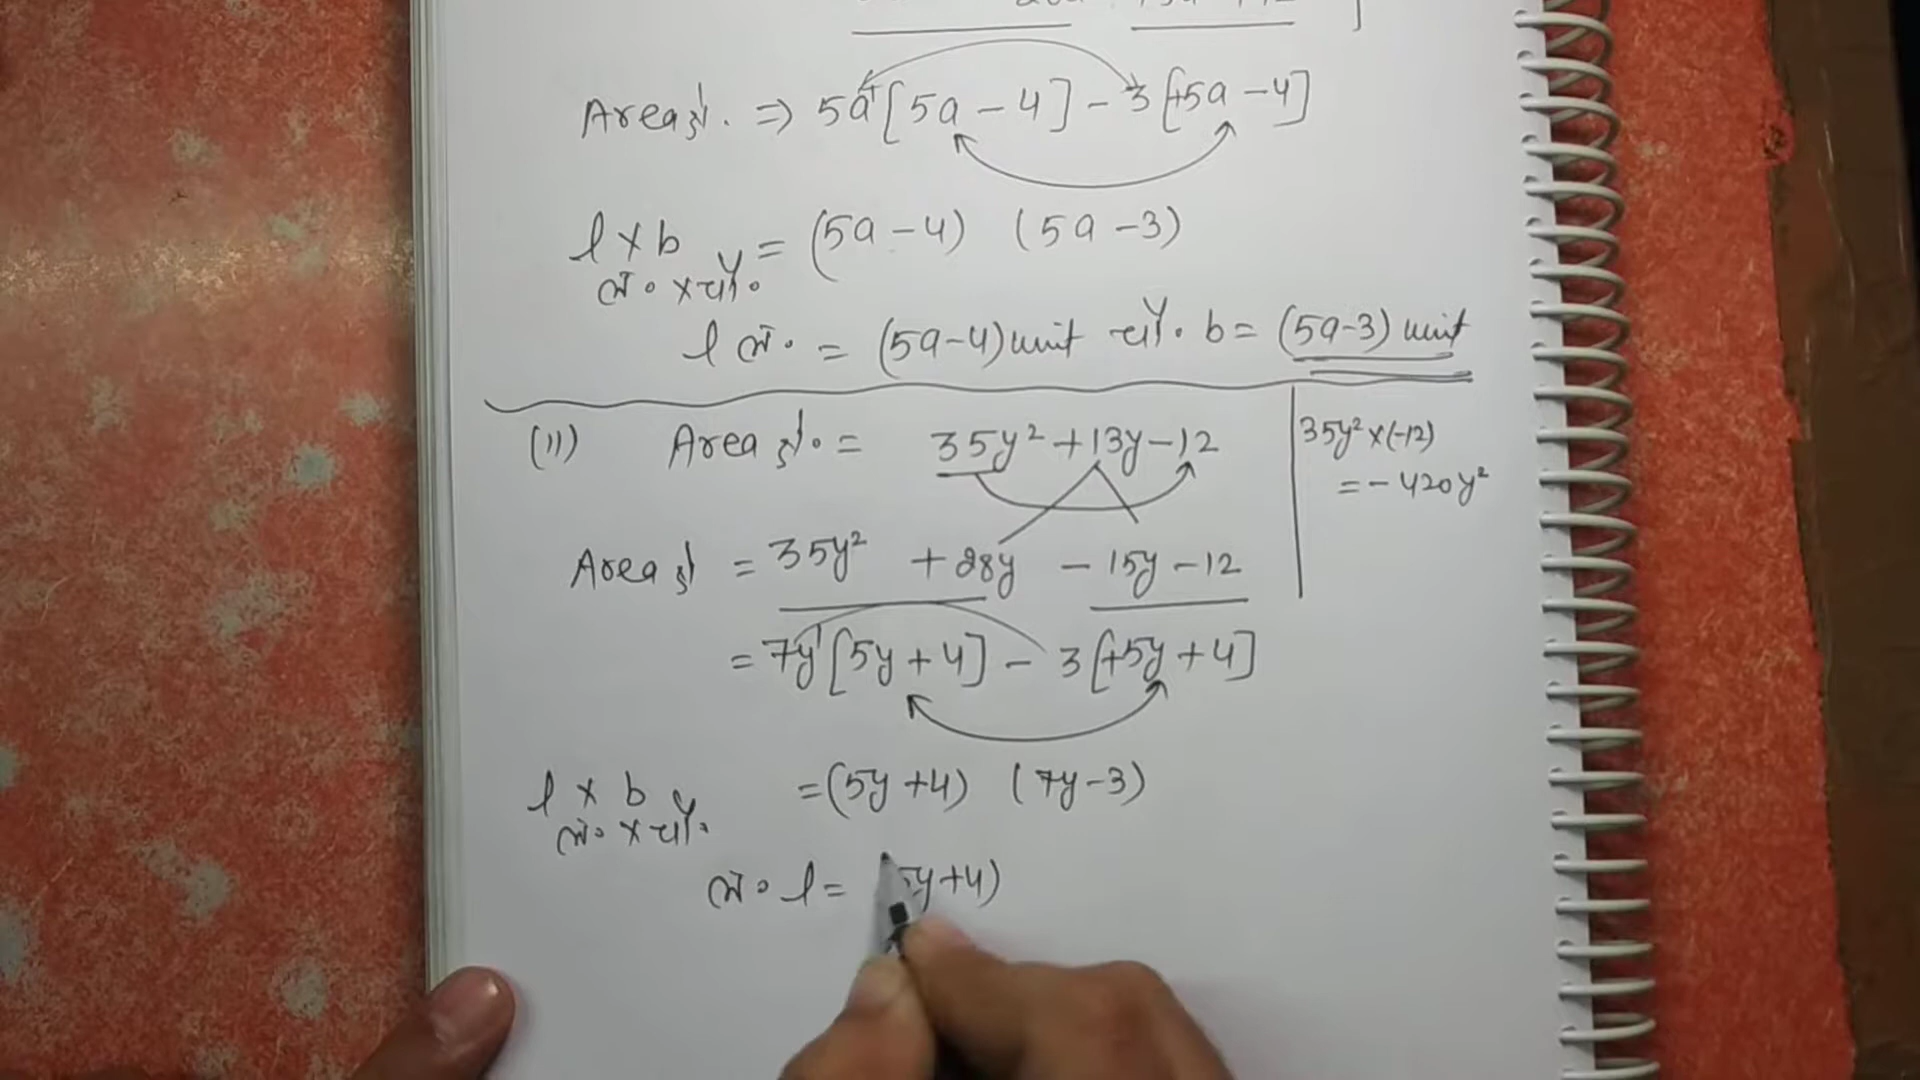 Area क्षे. ⇒ 5a[5a - 4] - 3[+5a - 4]
l × b = (5a - 4) (5a - 3)
ल॰ × चौ॰
l ल॰ = (5a-4) unit चौ॰ b = (5a-3) unit
(ii) Area क्षे॰ = 35y² + 13y - 12
35y² × (-12)
= - 420y²
Area क्षे = 35y² + 28y - 15y - 12
= 7y[5y + 4] - 3[+5y + 4]
l × b = (5y + 4) (7y - 3)
ल॰ × चौ॰
ल॰ l = 5y + 4)